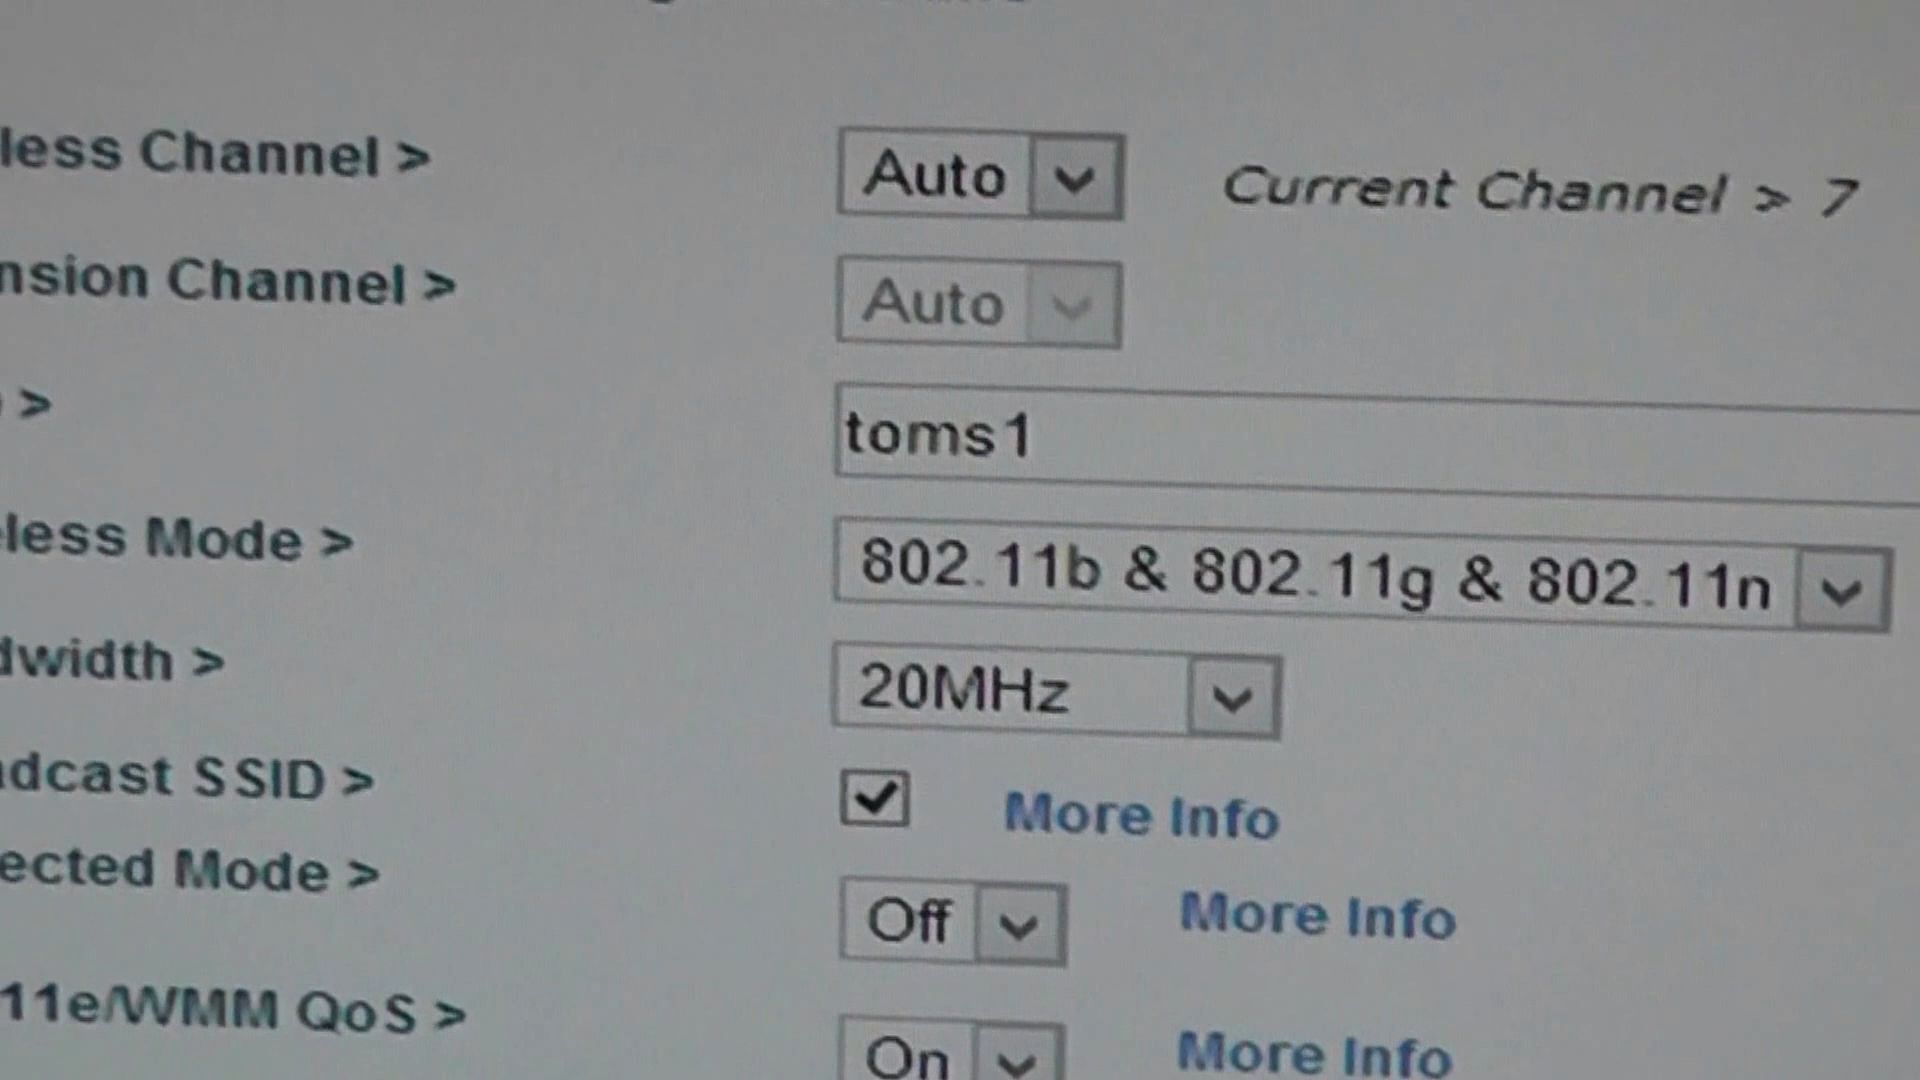 less Channel > Auto Current Channel > 7
nsion Channel > Auto
> toms1
less Mode > 802.11b & 802.11g & 802.11n
dwidth > 20MHz
dcast SSID > More Info
ected Mode > Off More Info
11e/WMM QoS > On More Info